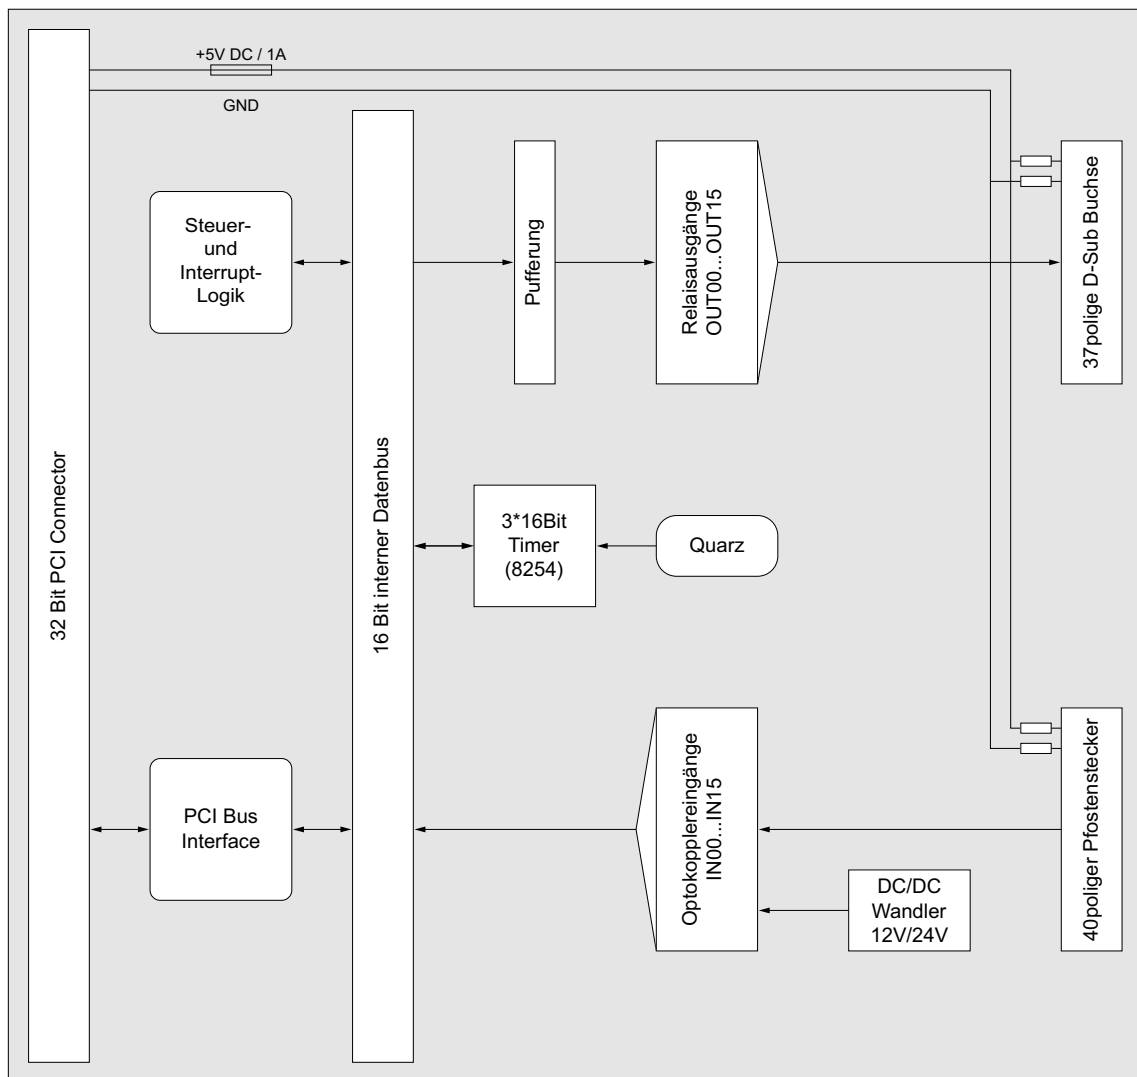 +5V DC / 1A
GND
32 Bit PCI Connector
Steuer-
und
Interrupt-
Logik
PCI Bus
Interface
16 Bit interner Datenbus
Pufferung
Relaisausgänge
OUT00...OUT15
37polige D-Sub Buchse
3*16Bit
Timer
(8254)
Quarz
Optokopplereingänge
IN00...IN15
DC/DC
Wandler
12V/24V
40poliger Pfostenstecker